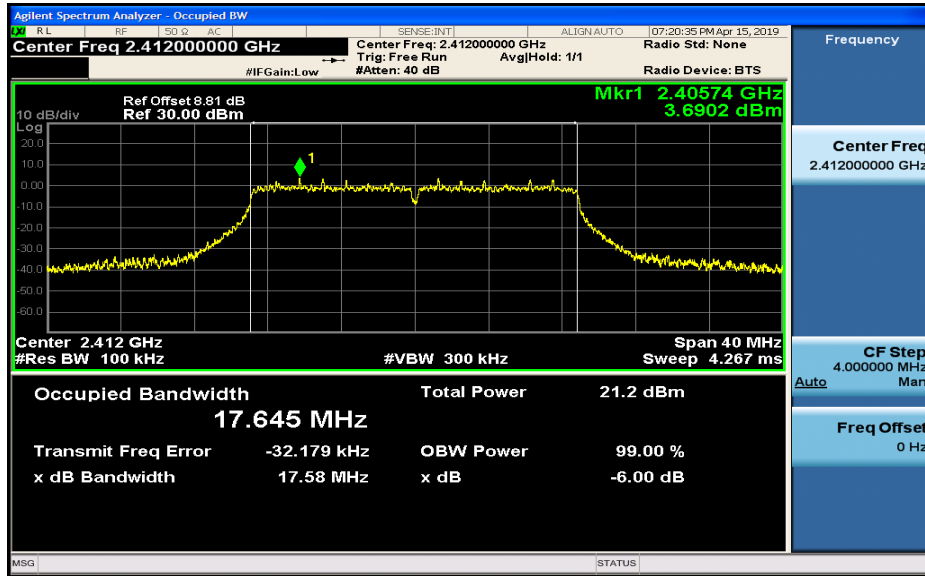 Agilent Spectrum Analyzer - Occupied BW
LXI RL RF 50 Ω AC SENSE:INT ALIGN AUTO 07:20:35 PM Apr 15, 2019
Center Freq 2.412000000 GHz
Center Freq: 2.412000000 GHz Radio Std: None
Trig: Free Run Avg|Hold: 1/1
#IFGain:Low #Atten: 40 dB Radio Device: BTS
Mkr1 2.40574 GHz
3.6902 dBm
Ref Offset 8.81 dB
10 dB/div Ref 30.00 dBm
Log
20.0
10.0
1
0.00
-10.0
-20.0
-30.0
-40.0
-50.0
-60.0
Center 2.412 GHz Span 40 MHz
#Res BW 100 kHz #VBW 300 kHz Sweep 4.267 ms
Occupied Bandwidth Total Power 21.2 dBm
17.645 MHz
Transmit Freq Error -32.179 kHz OBW Power 99.00 %
x dB Bandwidth 17.58 MHz x dB -6.00 dB
MSG STATUS
Frequency
Center Freq
2.412000000 GHz
CF Step
4.000000 MHz
Auto Man
Freq Offset
0 Hz